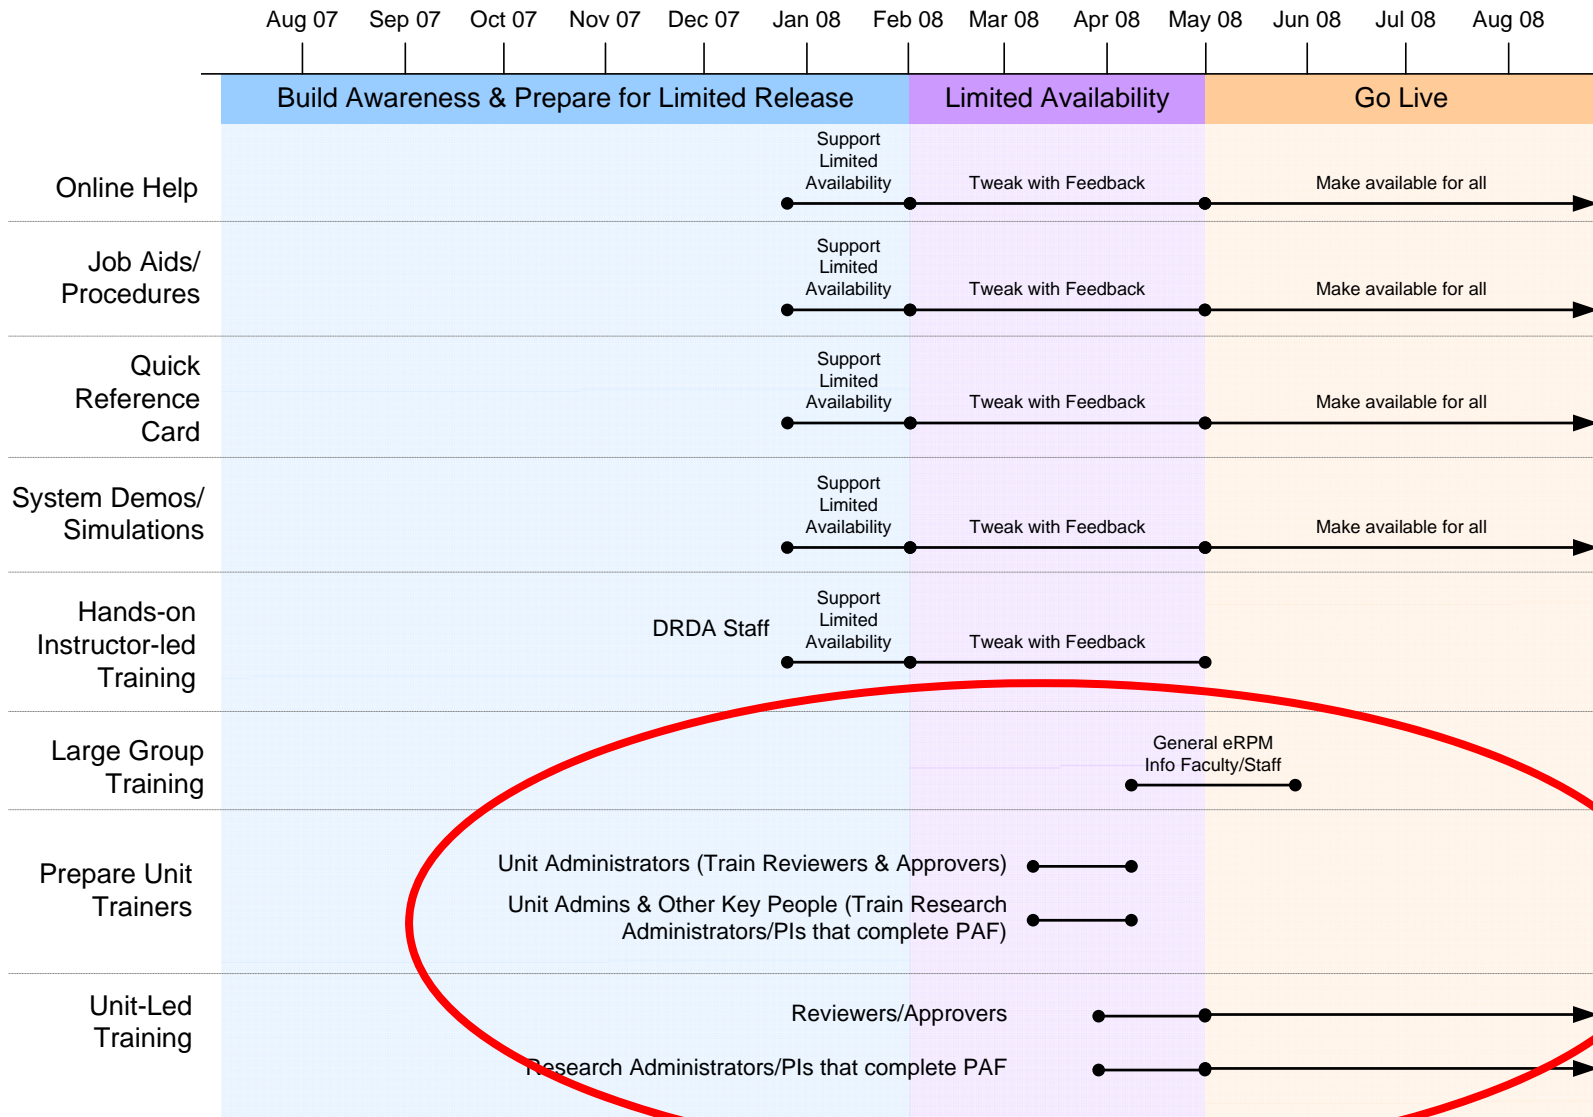 Aug 07 Sep 07 Oct 07 Nov 07 Dec 07 Jan 08 Feb 08 Mar 08 Apr 08 May 08 Jun 08 Jul 08 Aug 08
Build Awareness & Prepare for Limited Release Limited Availability Go Live
Online Help
Support
Limited
Availability
Tweak with Feedback
Make available for all
Job Aids/
Procedures
Support
Limited
Availability
Tweak with Feedback
Make available for all
Quick
Reference
Card
Support
Limited
Availability
Tweak with Feedback
Make available for all
System Demos/
Simulations
Support
Limited
Availability
Tweak with Feedback
Make available for all
Hands-on
Instructor-led
Training
DRDA Staff
Support
Limited
Availability
Tweak with Feedback
Large Group
Training
General eRPM
Info Faculty/Staff
Prepare Unit
Trainers
Unit Administrators (Train Reviewers & Approvers)
Unit Admins & Other Key People (Train Research
Administrators/PIs that complete PAF)
Unit-Led
Training
Reviewers/Approvers
Research Administrators/PIs that complete PAF